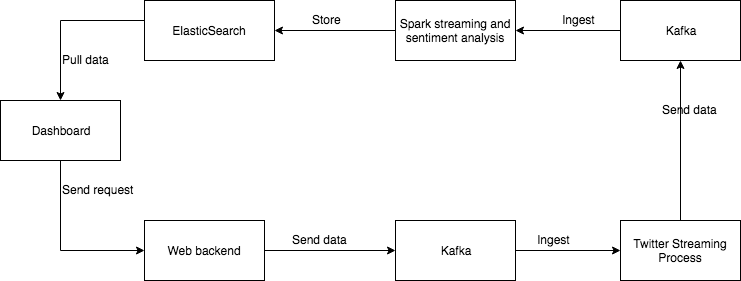 ElasticSearch
Store
Spark streaming and
sentiment analysis
Ingest
Kafka
Pull data
Send data
Dashboard
Send request
Web backend
Send data
Kafka
Ingest
Twitter Streaming
Process